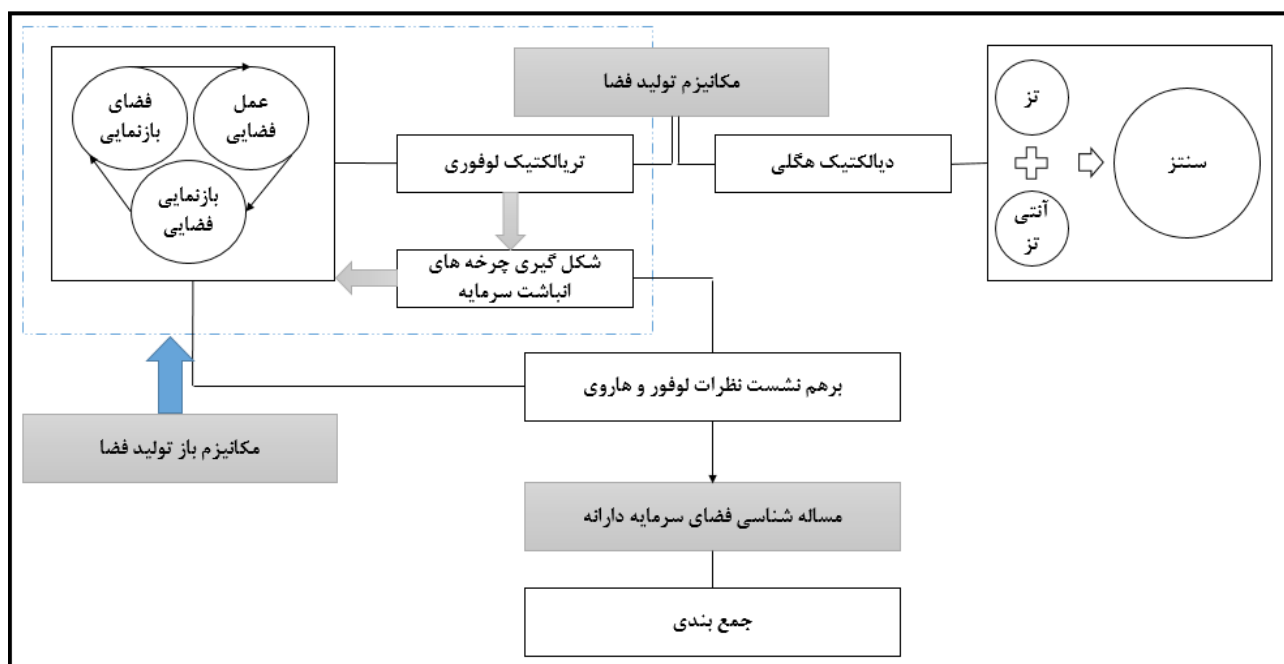 مکانیزم تولید فضا
تز
آنتی
تز
سنتز
دیالکتیک هگلی
تریالکتیک لوفوری
عمل
فضایی
فضای
بازنمایی
بازنمایی
فضایی
شکل گیری چرخه های
انباشت سرمایه
برهم نشست نظرات لوفور و هاروی
مکانیزم باز تولید فضا
مساله شناسی فضای سرمایه دارانه
جمع بندی